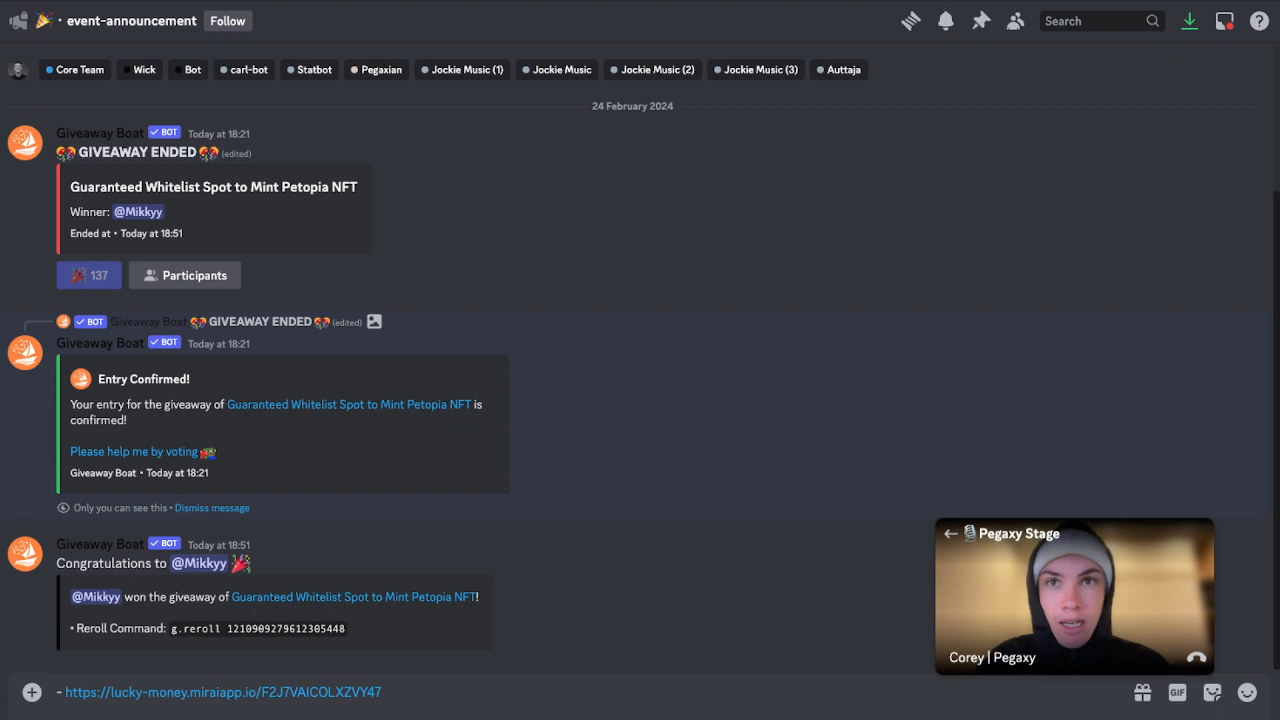 · event-announcement Follow
Search
Core Team Wick Bot carl-bot Statbot Pegaxian Jockie Music (1) Jockie Music Jockie Music (2) Jockie Music (3) Auttaja
24 February 2024
Giveaway Boat BOT Today at 18:21
GIVEAWAY ENDED (edited)
Guaranteed Whitelist Spot to Mint Petopia NFT
Winner: @Mikkyy
Ended at • Today at 18:51
137 Participants
BOT Giveaway Boat GIVEAWAY ENDED (edited)
Giveaway Boat BOT Today at 18:21
Entry Confirmed!
Your entry for the giveaway of Guaranteed Whitelist Spot to Mint Petopia NFT is
confirmed!
Please help me by voting
Giveaway Boat • Today at 18:21
Only you can see this • Dismiss message
Giveaway Boat BOT Today at 18:51
Congratulations to @Mikkyy
@Mikkyy won the giveaway of Guaranteed Whitelist Spot to Mint Petopia NFT!
• Reroll Command: g.reroll 1210909279612305448
Pegaxy Stage
Corey | Pegaxy
- https://lucky-money.miraiapp.io/F2J7VAICOLXZVY47
GIF